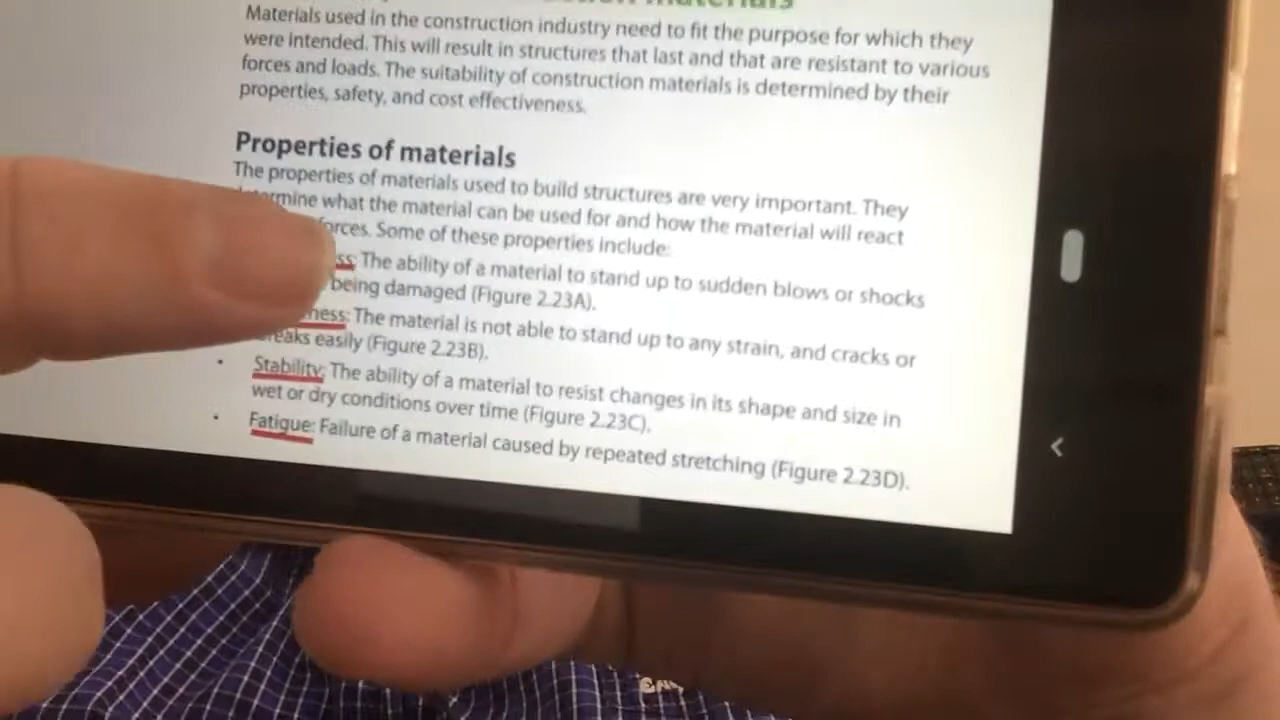 Materials used in the construction industry need to fit the purpose for which they
were intended. This will result in structures that last and that are resistant to various
forces and loads. The suitability of construction materials is determined by their
properties, safety, and cost effectiveness.
Properties of materials
The properties of materials used to build structures are very important. They
what the material can be used for and how the material will react
Some of these properties include:
The ability of a material to stand up to sudden blows or shocks
being damaged (Figure 2.23A).
The material is not able to stand up to any strain, and cracks or
easily (Figure 2.23B).
• Stability: The ability of a material to resist changes in its shape and size in
wet or dry conditions over time (Figure 2.23C).
• Fatigue: Failure of a material caused by repeated stretching (Figure 2.23D).